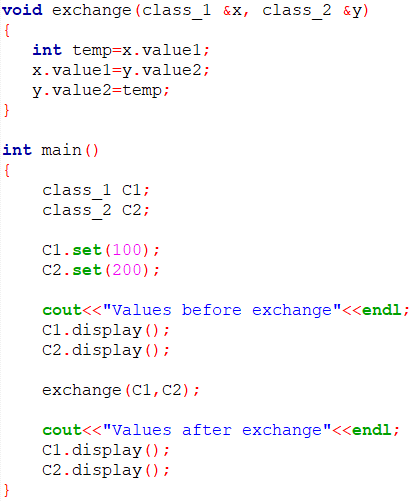 void exchange(class_1 &x, class_2 &y)
{
   int temp=x.value1;
   x.value1=y.value2;
   y.value2=temp;
}

int main()
{
    class_1 C1;
    class_2 C2;

    C1.set(100);
    C2.set(200);

    cout<<"Values before exchange"<<endl;
    C1.display();
    C2.display();

    exchange(C1,C2);

    cout<<"Values after exchange"<<endl;
    C1.display();
    C2.display();
}